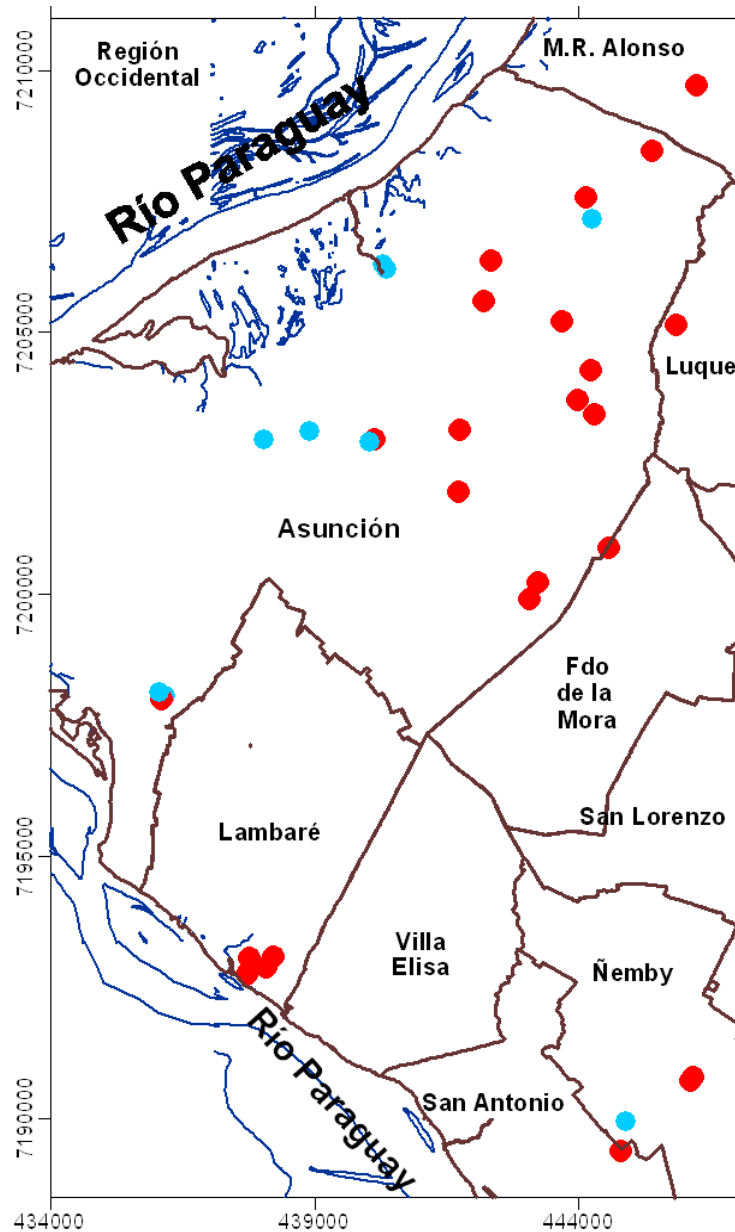 Región
Occidental
M.R. Alonso
Río Paraguay
Luque
Asunción
Fdo
de la
Mora
San Lorenzo
Lambaré
Villa
Elisa
Ñemby
Río Paraguay
San Antonio
7210000
7205000
7200000
7195000
7190000
434000
439000
444000